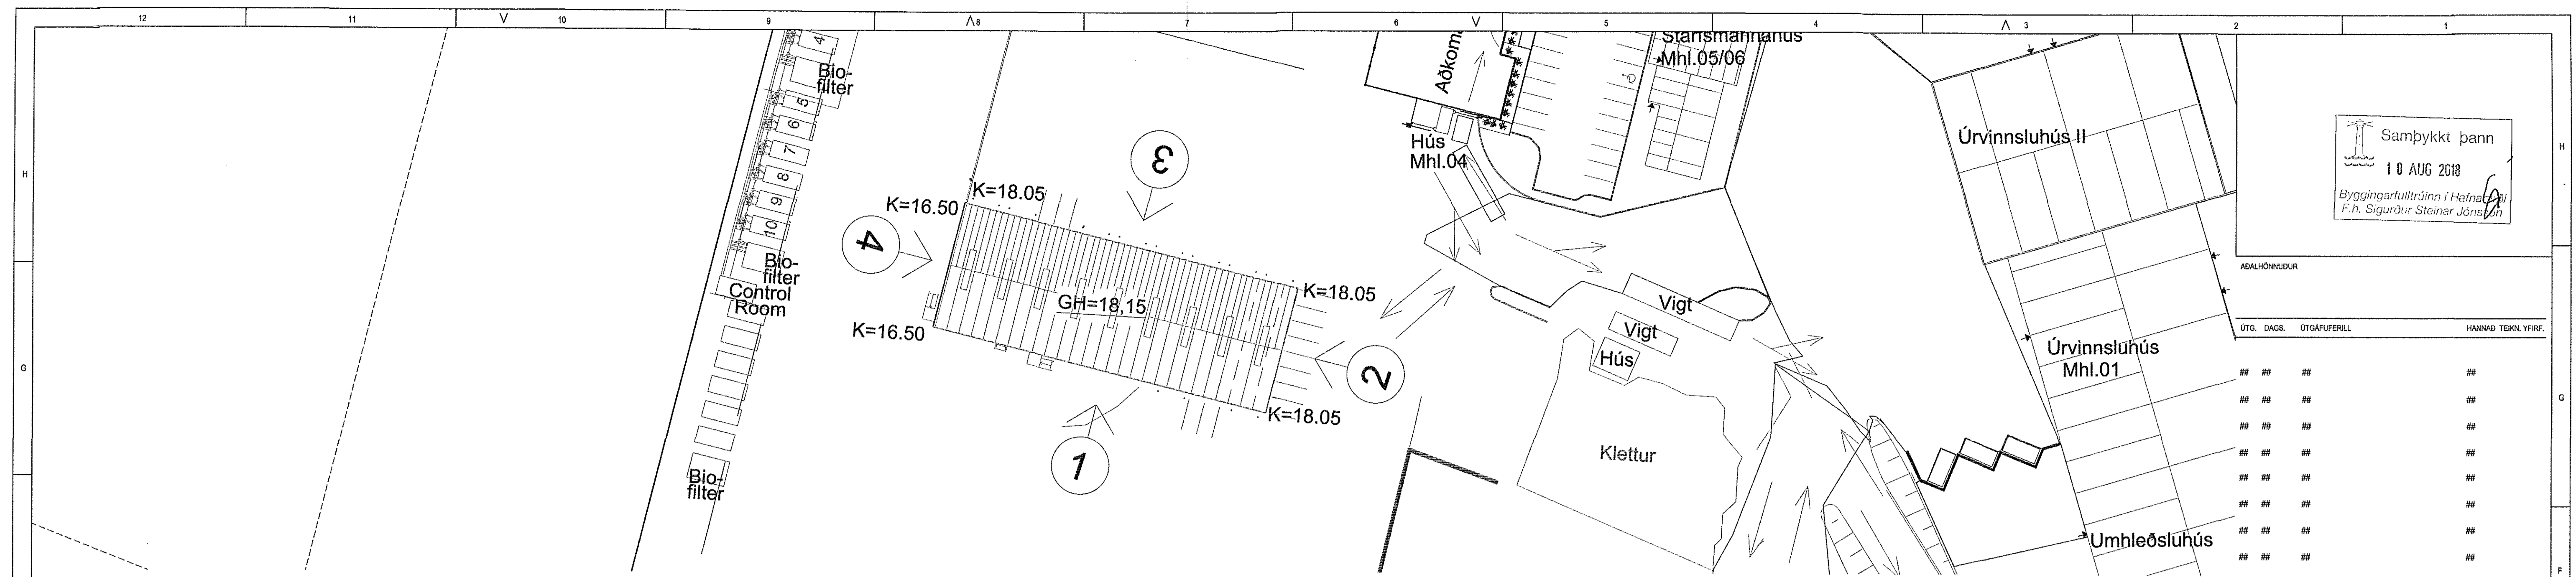 12 11 10 9 8 7 6 5 4 3 2 1
H
G
H
G
F
4
Bio-
filter
5
6
7
8
9
10
Bio-
filter
Control
Room
Bio-
filter
K=16.50
K=18.05
K=18.05
K=16.50
K=18.05
GH=18,15
3
4
2
1
Hús
Mhl.04
Starfsmannahús
Mhl.05/06
Vigt
Vigt
Hús
Klettur
Úrvinnsluhús II
Úrvinnsluhús
Mhl.01
Umhleðsluhús
Samþykkt þann
10 AUG 2018
Byggingarfulltrúinn í
F.h. Sigurður Steinar Jónsson
AÐALHÖNNUÐUR
ÚTG. DAGS. ÚTGÁFUFERILL HANNAÐ TEIKN. YFIRF.
## ## ## ##
## ## ## ##
## ## ## ##
## ## ## ##
## ## ## ##
## ## ## ##
## ## ## ##
## ## ## ##